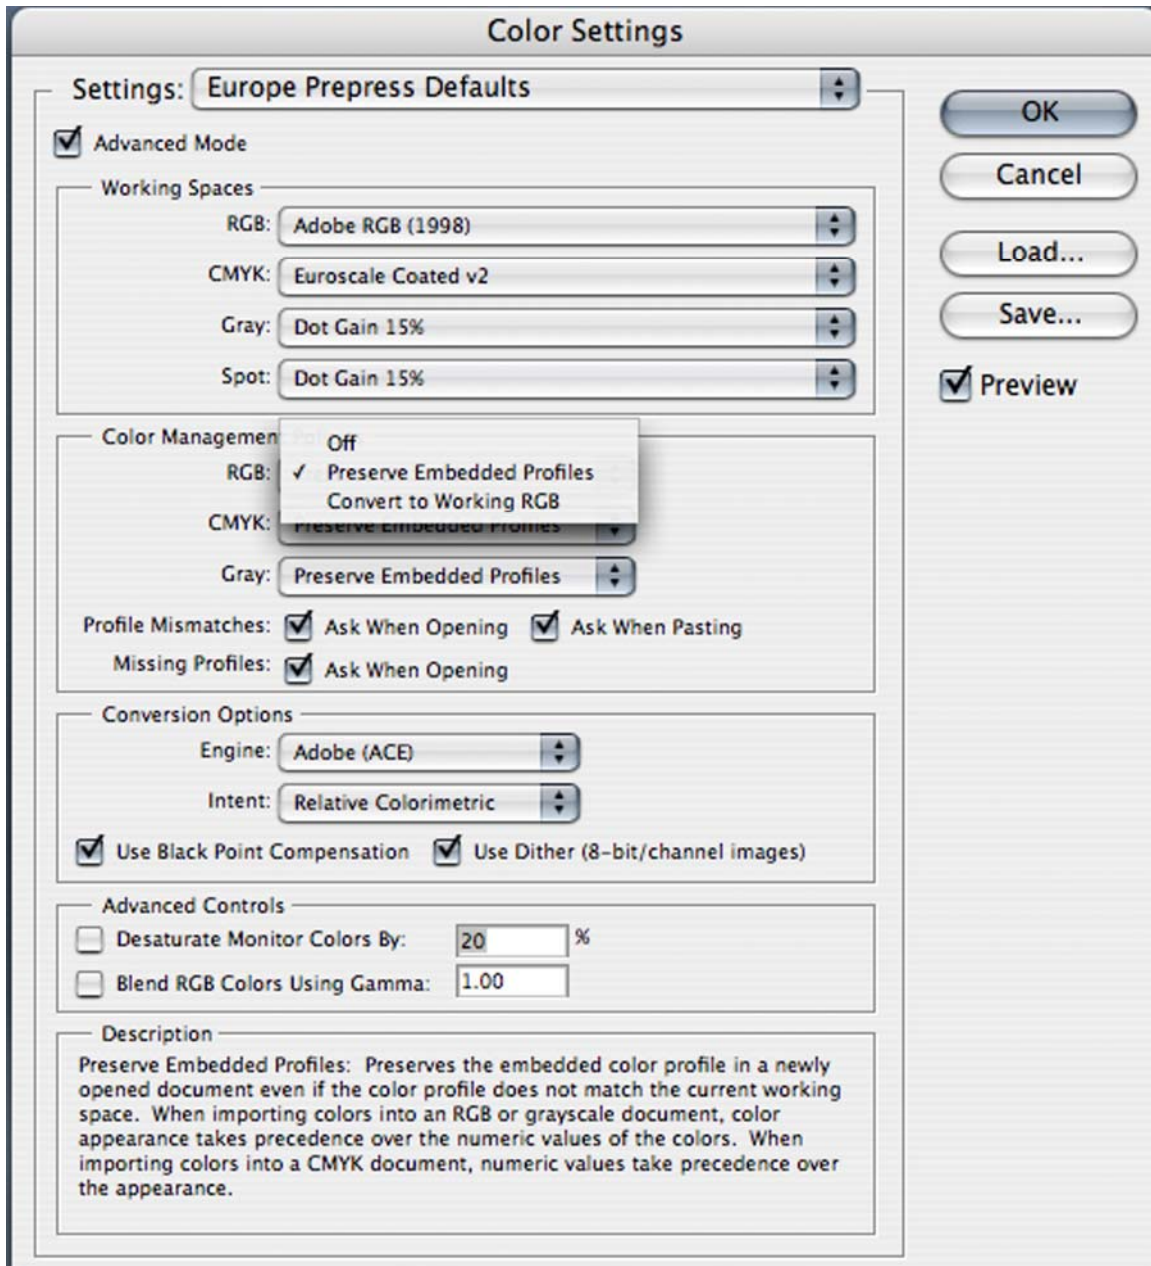 Color Settings
Settings: Europe Prepress Defaults
Advanced Mode
Working Spaces
RGB: Adobe RGB (1998)
CMYK: Euroscale Coated v2
Gray: Dot Gain 15%
Spot: Dot Gain 15%
OK
Cancel
Load...
Save...
Preview
Color Managemen
Off
RGB: ✓ Preserve Embedded Profiles
Convert to Working RGB
CMYK: Preserve Embedded Profiles
Gray: Preserve Embedded Profiles
Profile Mismatches: Ask When Opening Ask When Pasting
Missing Profiles: Ask When Opening
Conversion Options
Engine: Adobe (ACE)
Intent: Relative Colorimetric
Use Black Point Compensation Use Dither (8-bit/channel images)
Advanced Controls
Desaturate Monitor Colors By: 20 %
Blend RGB Colors Using Gamma: 1.00
Description
Preserve Embedded Profiles: Preserves the embedded color profile in a newly
opened document even if the color profile does not match the current working
space. When importing colors into an RGB or grayscale document, color
appearance takes precedence over the numeric values of the colors. When
importing colors into a CMYK document, numeric values take precedence over
the appearance.